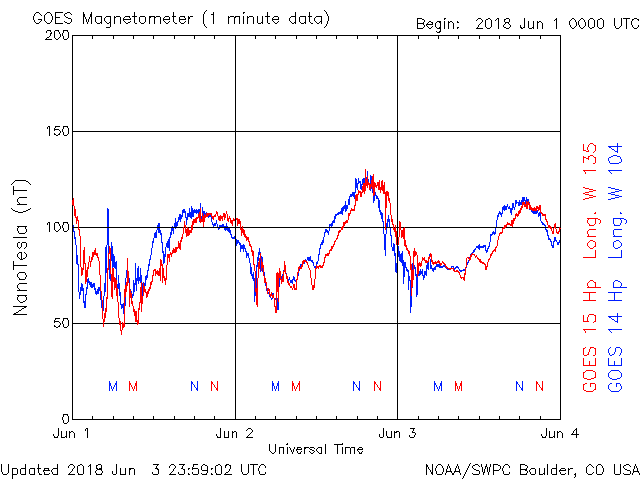 GOES Magnetometer (1 minute data)
Begin: 2018 Jun 1 0000 UTC
200
150
100
50
0
NanoTesla (nT)
M M N N M M N N M M N N
Jun 1 Jun 2 Jun 3 Jun 4
Universal Time
GOES 15 Hp Long. W 135
GOES 14 Hp Long. W 104
Updated 2018 Jun 3 23:59:02 UTC
NOAA/SWPC Boulder, CO USA